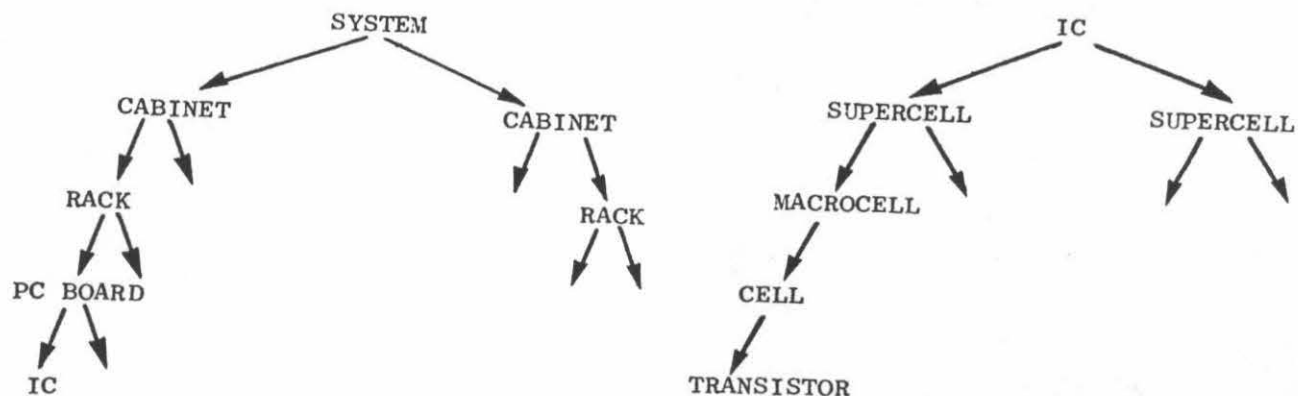 SYSTEM
CABINET
CABINET
RACK
RACK
PC BOARD
IC
IC
SUPERCELL
SUPERCELL
MACROCELL
CELL
TRANSISTOR